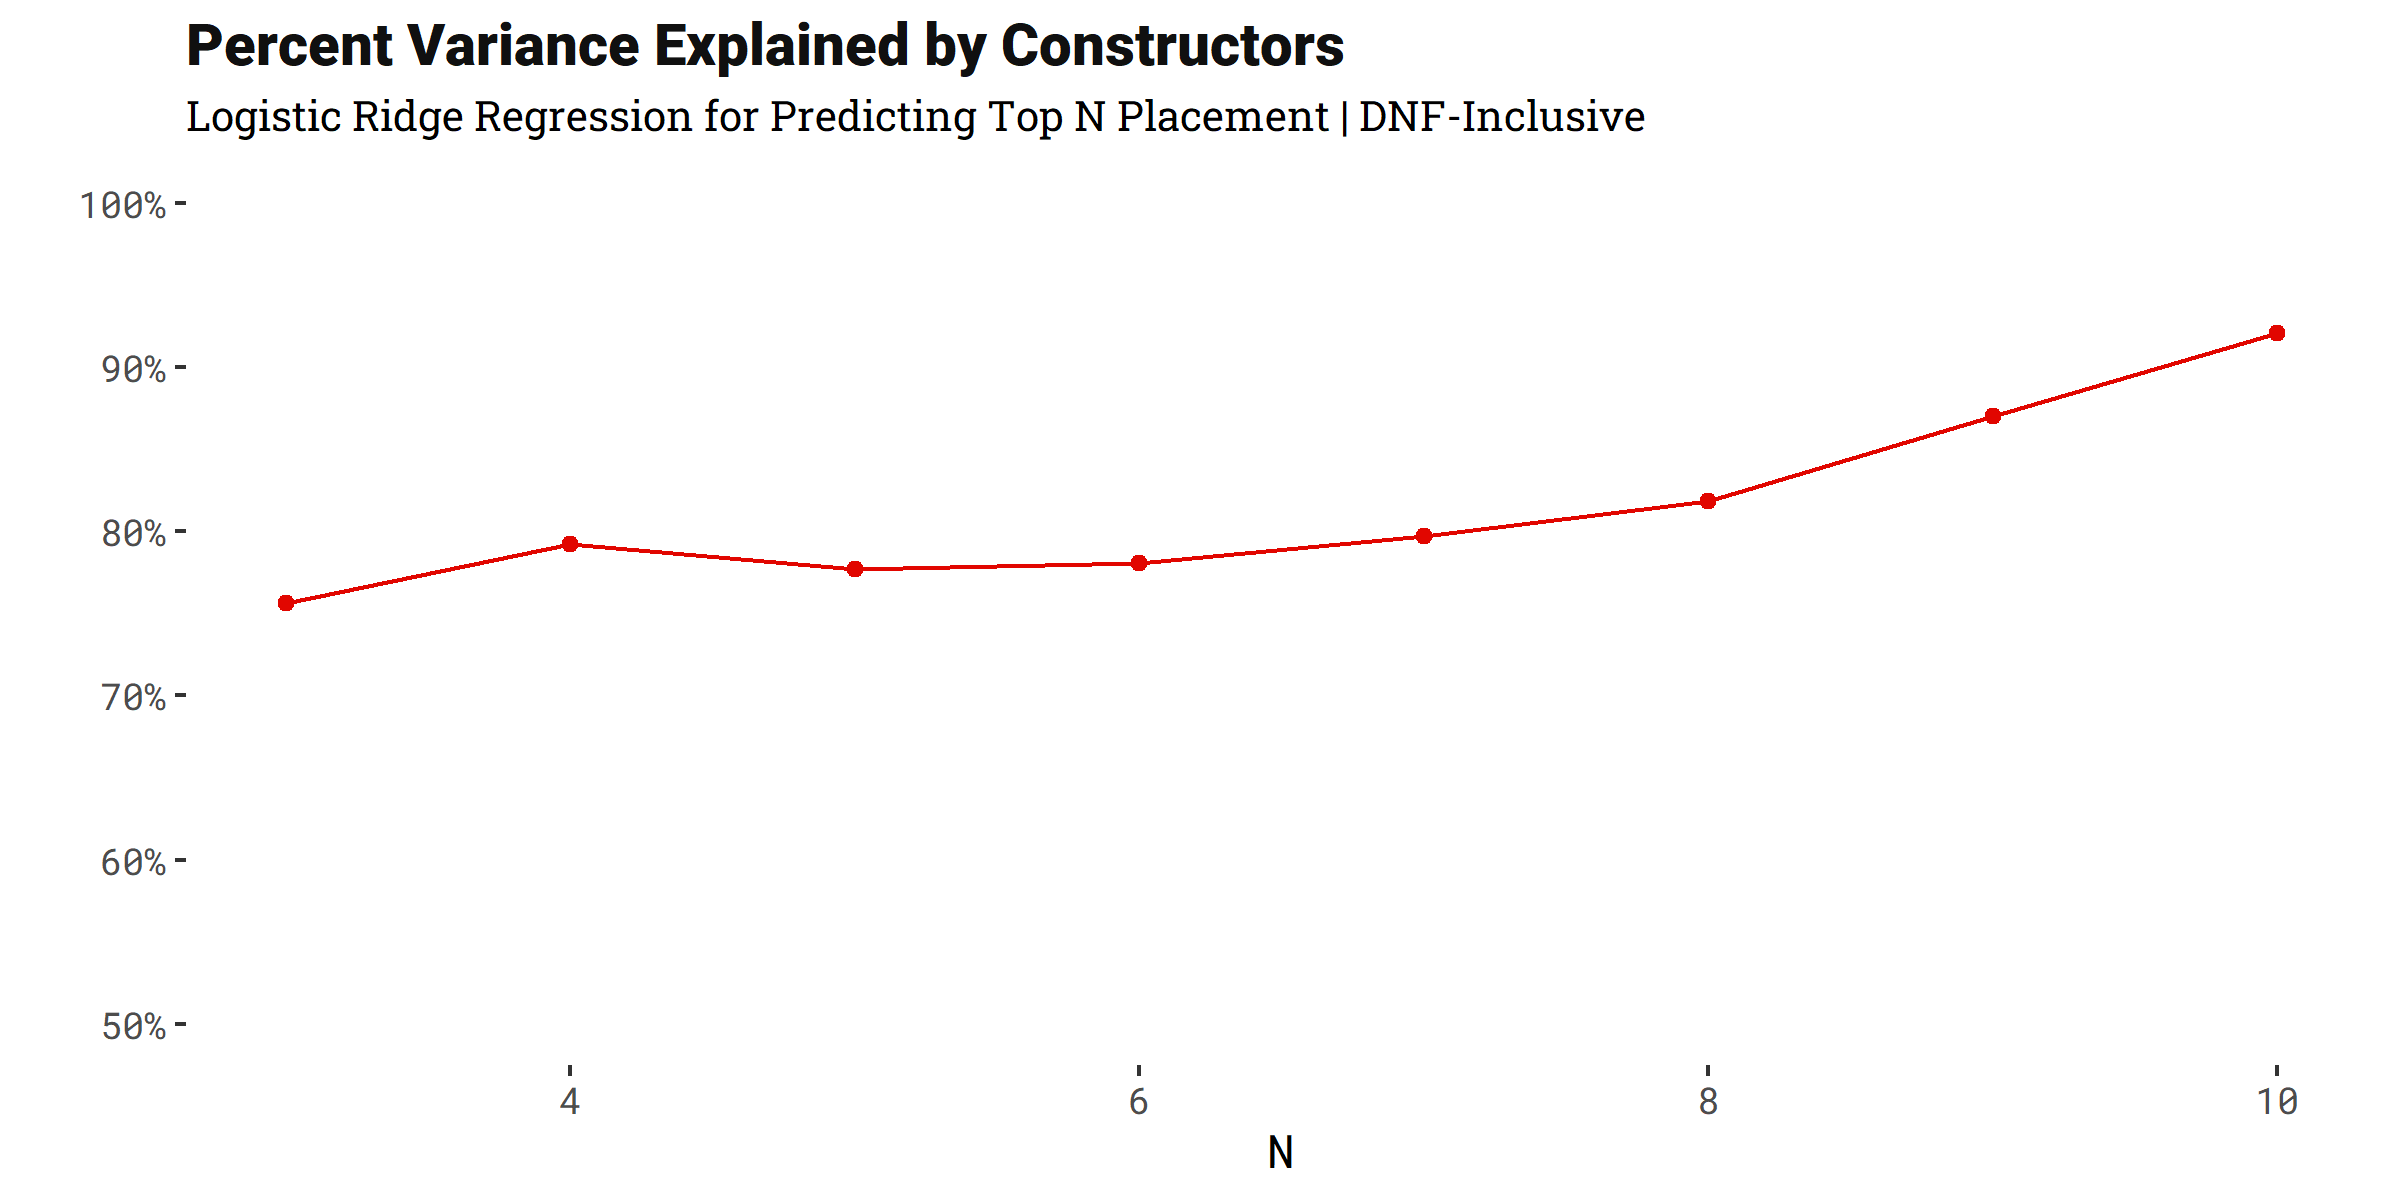 Percent Variance Explained by Constructors
Logistic Ridge Regression for Predicting Top N Placement | DNF-Inclusive
100%
90%
80%
70%
60%
50%
4 6 8 10
N